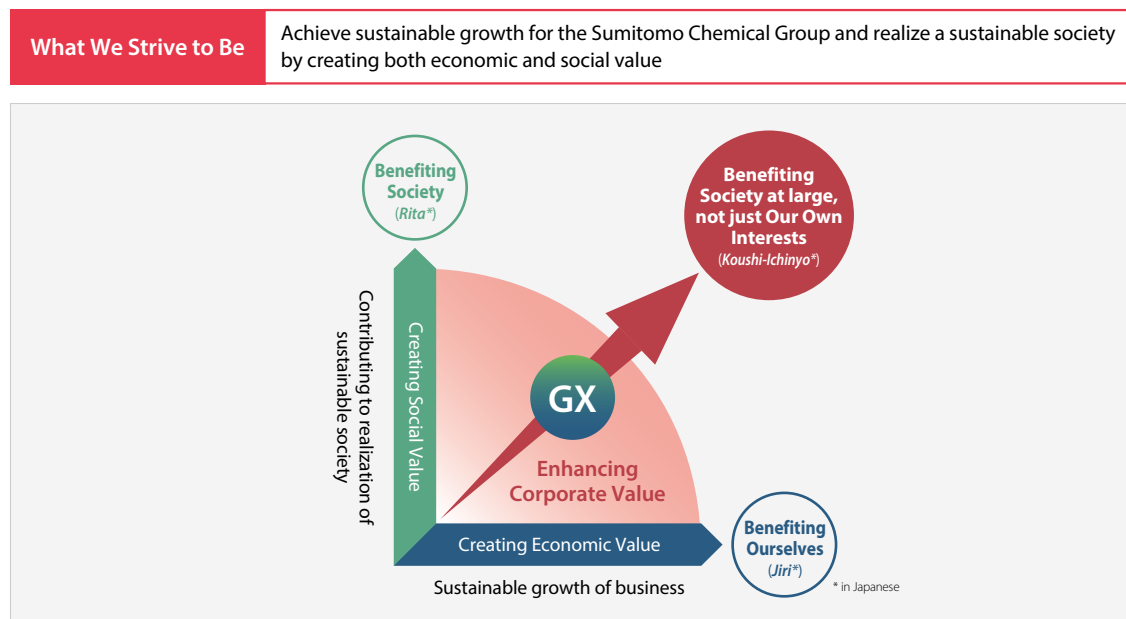 What We Strive to Be
Achieve sustainable growth for the Sumitomo Chemical Group and realize a sustainable society
by creating both economic and social value
Benefiting
Society
(Rita*)
Benefiting
Society at large,
not just Our Own
Interests
(Koushi-Ichinyo*)
Contributing to realization of
sustainable society
Creating Social Value
GX
Enhancing
Corporate Value
Creating Economic Value
Benefiting
Ourselves
(Jiri*)
Sustainable growth of business
* in Japanese